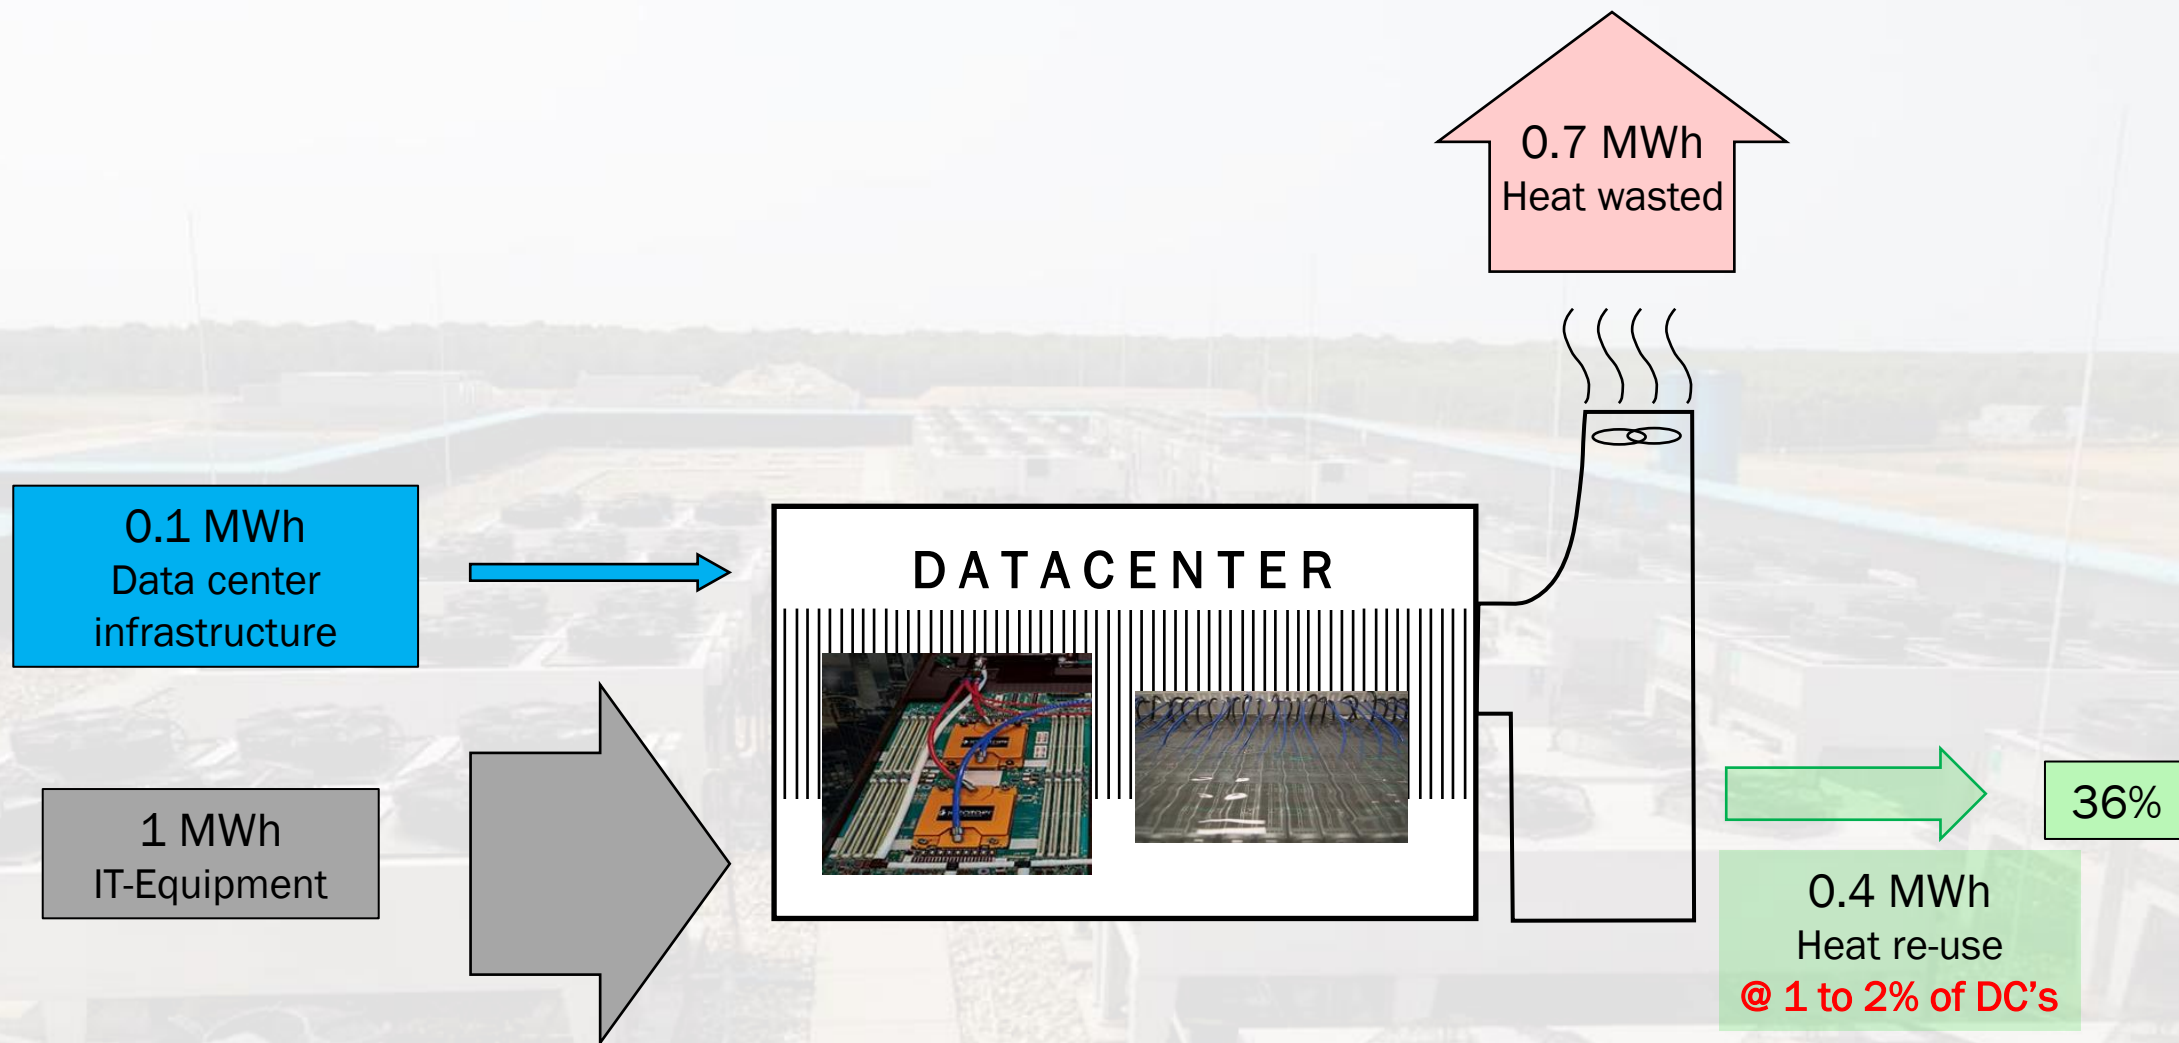 0.7 MWh
Heat wasted
0.1 MWh
Data center
infrastructure
DATACENTER
1 MWh
IT-Equipment
36%
0.4 MWh
Heat re-use
@ 1 to 2% of DC's